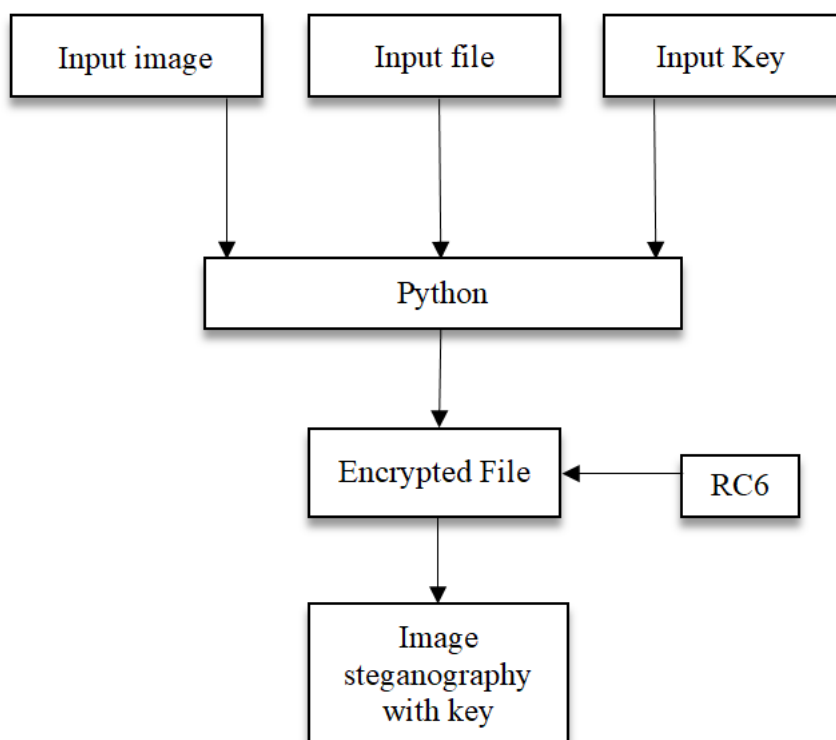 Input image
Input file
Input Key
Python
Encrypted File
RC6
Image
steganography
with key